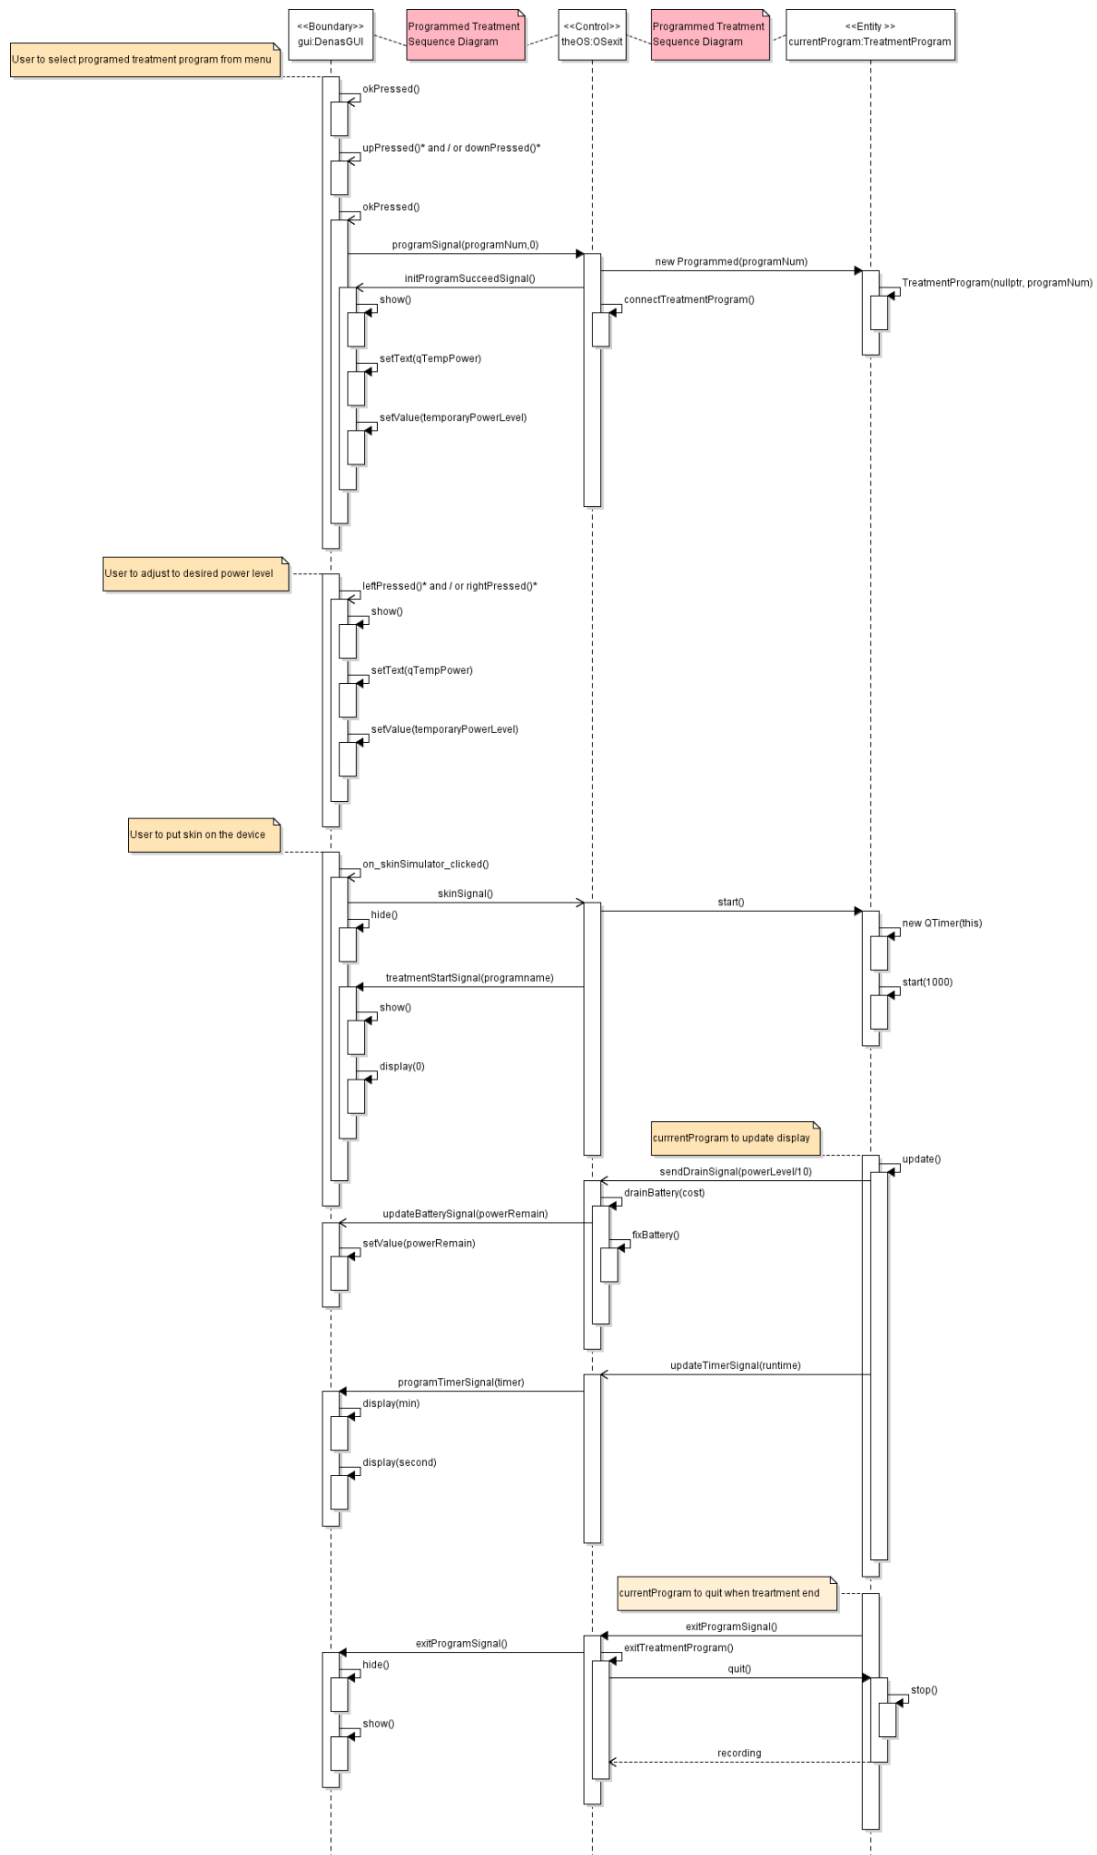 <<Boundary>>
gui:DenasGUI
Programmed Treatment
Sequence Diagram
<<Control>>
theOS:OSexit
Programmed Treatment
Sequence Diagram
<<Entity >>
currentProgram:TreatmentProgram
User to select programed treatment program from menu
okPressed()
upPressed()* and / or downPressed()*
okPressed()
programSignal(programNum,0)
new Programmed(programNum)
initProgramSucceedSignal()
TreatmentProgram(nullptr, programNum)
show()
connectTreatmentProgram()
setText(qTempPower)
setValue(temporaryPowerLevel)
User to adjust to desired power level
leftPressed()* and / or rightPressed()*
show()
setText(qTempPower)
setValue(temporaryPowerLevel)
User to put skin on the device
on_skinSimulator_clicked()
skinSignal()
start()
hide()
new QTimer(this)
treatmentStartSignal(programname)
start(1000)
show()
display(0)
currrentProgram to update display
update()
sendDrainSignal(powerLevel/10)
drainBattery(cost)
updateBatterySignal(powerRemain)
fixBattery()
setValue(powerRemain)
updateTimerSignal(runtime)
programTimerSignal(timer)
display(min)
display(second)
currentProgram to quit when treartment end
exitProgramSignal()
exitProgramSignal()
exitTreatmentProgram()
hide()
quit()
stop()
show()
recording